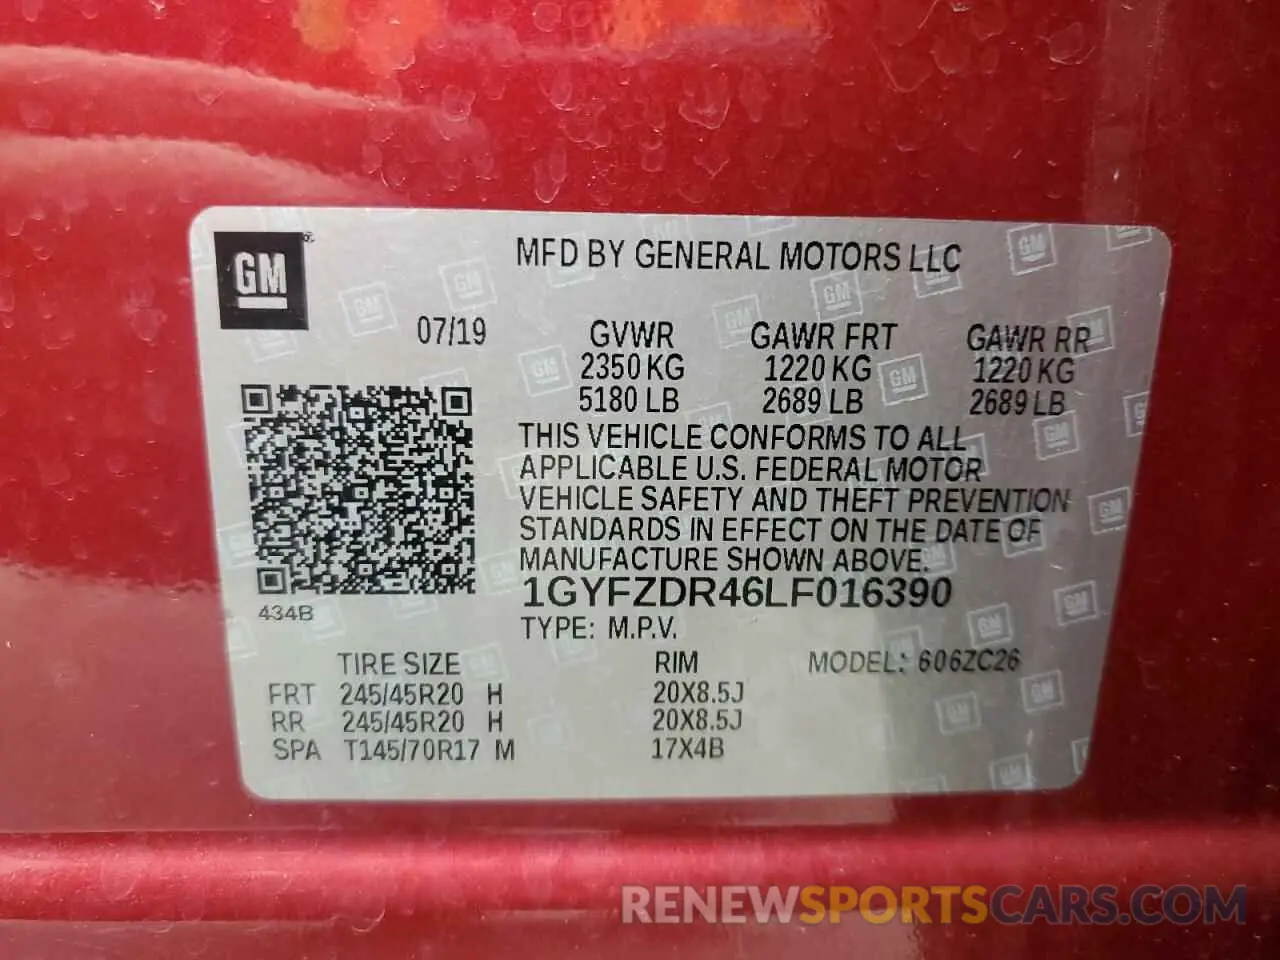 GM
MFD BY GENERAL MOTORS LLC
07/19 GVWR GAWR FRT GAWR RR
2350 KG 1220 KG 1220 KG
5180 LB 2689 LB 2689 LB
THIS VEHICLE CONFORMS TO ALL
APPLICABLE U.S. FEDERAL MOTOR
VEHICLE SAFETY AND THEFT PREVENTION
STANDARDS IN EFFECT ON THE DATE OF
MANUFACTURE SHOWN ABOVE.
1GYFZDR46LF016390
434B
TYPE: M.P.V.
TIRE SIZE RIM MODEL: 606ZC26
FRT 245/45R20 H 20X8.5J
RR 245/45R20 H 20X8.5J
SPA T145/70R17 M 17X4B
RENEWSPORTSCARS.COM